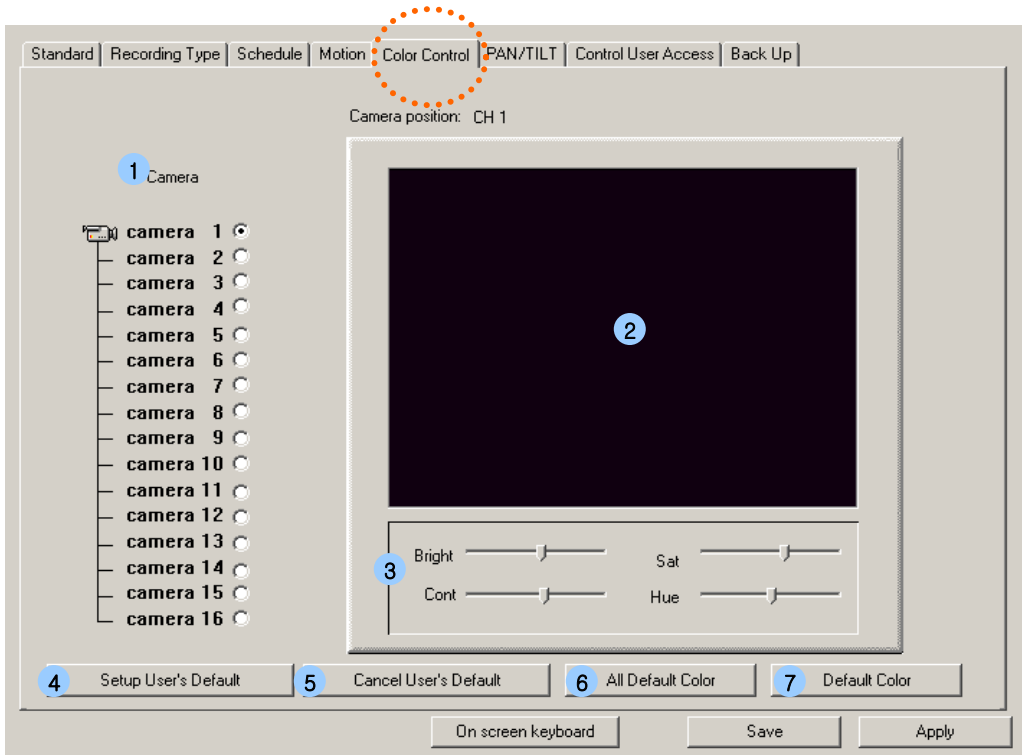 Standard Recording Type Schedule Motion Color Control PAN/TILT Control User Access Back Up
Camera position: CH 1
1 Camera
camera 1
camera 2
camera 3
camera 4
camera 5
camera 6
camera 7
camera 8
camera 9
camera 10
camera 11
camera 12
camera 13
camera 14
camera 15
camera 16
2
3
Bright Sat
Cont Hue
4 Setup User's Default 5 Cancel User's Default 6 All Default Color 7 Default Color
On screen keyboard Save Apply